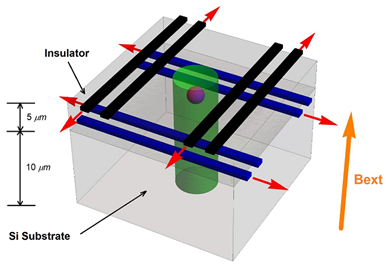 Insulator
5 μm
10 μm
Si Substrate
Bext